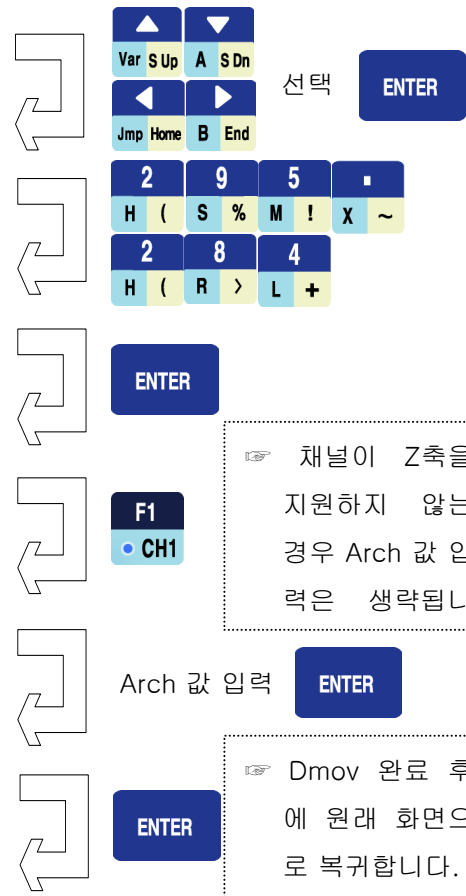 Var S Up A S Dn
선택 ENTER
Jmp Home B End
2 9 5 .
H ( S % M ! X ~
2 8 4
H ( R > L +
ENTER
☞ 채널이 Z축을
지원하지 않는
경우 Arch 값 입
력은 생략됩니
F1
CH1
Arch 값 입력 ENTER
☞ Dmov 완료 후
에 원래 화면으
로 복귀합니다.
ENTER